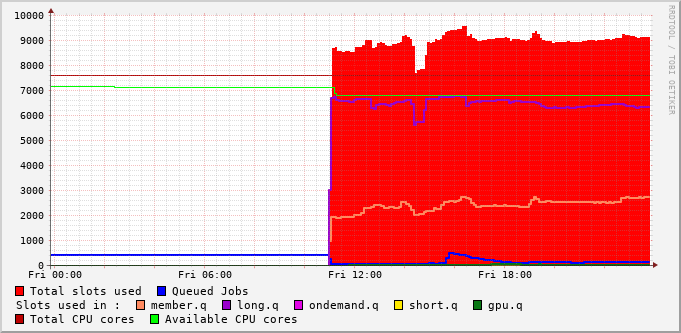 10000
9000
8000
7000
6000
5000
4000
3000
2000
1000
0
Fri 00:00 Fri 06:00 Fri 12:00 Fri 18:00
RRDTOOL / TOBI OETIKER
Total slots used Queued Jobs
Slots used in : member.q long.q ondemand.q short.q gpu.q
Total CPU cores Available CPU cores